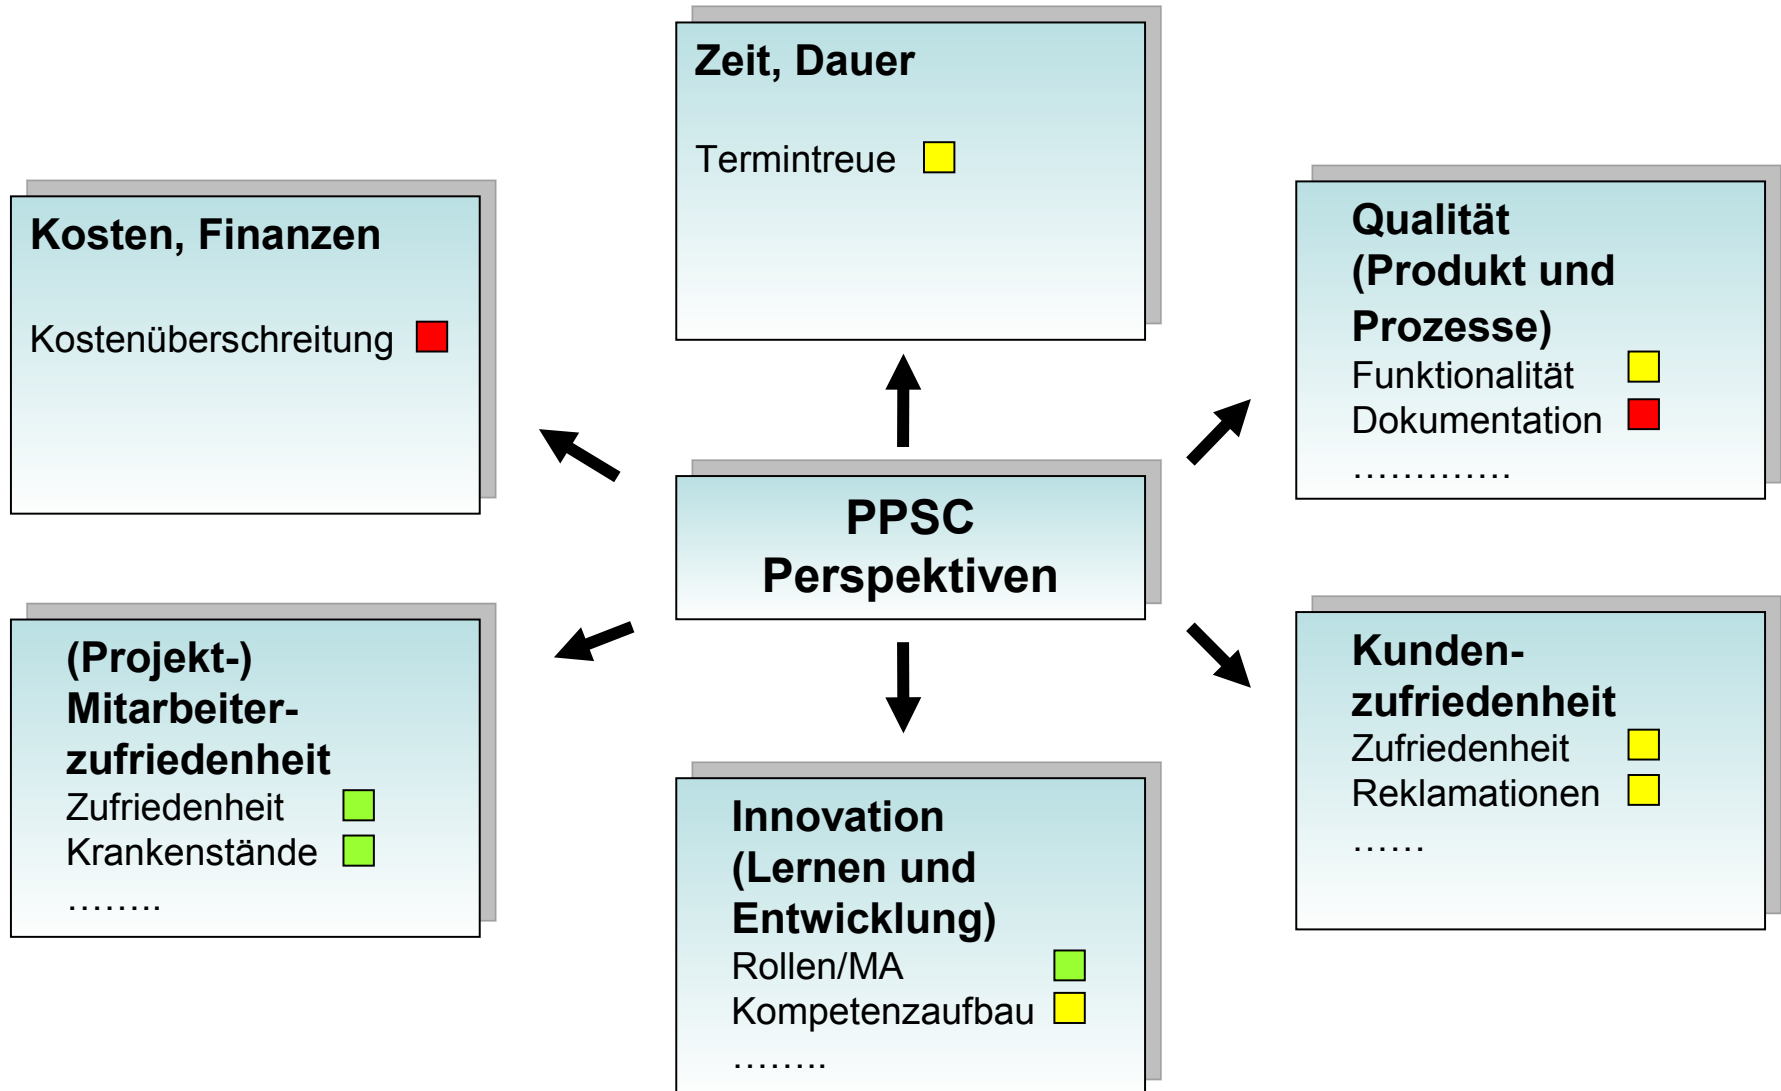 Zeit, Dauer
Termintreue
Kosten, Finanzen
Kostenüberschreitung
Qualität
(Produkt und
Prozesse)
Funktionalität
Dokumentation
………….
PPSC
Perspektiven
(Projekt-)
Mitarbeiter-
zufriedenheit
Zufriedenheit
Krankenstände
……..
Innovation
(Lernen und
Entwicklung)
Rollen/MA
Kompetenzaufbau
……..
Kunden-
zufriedenheit
Zufriedenheit
Reklamationen
……